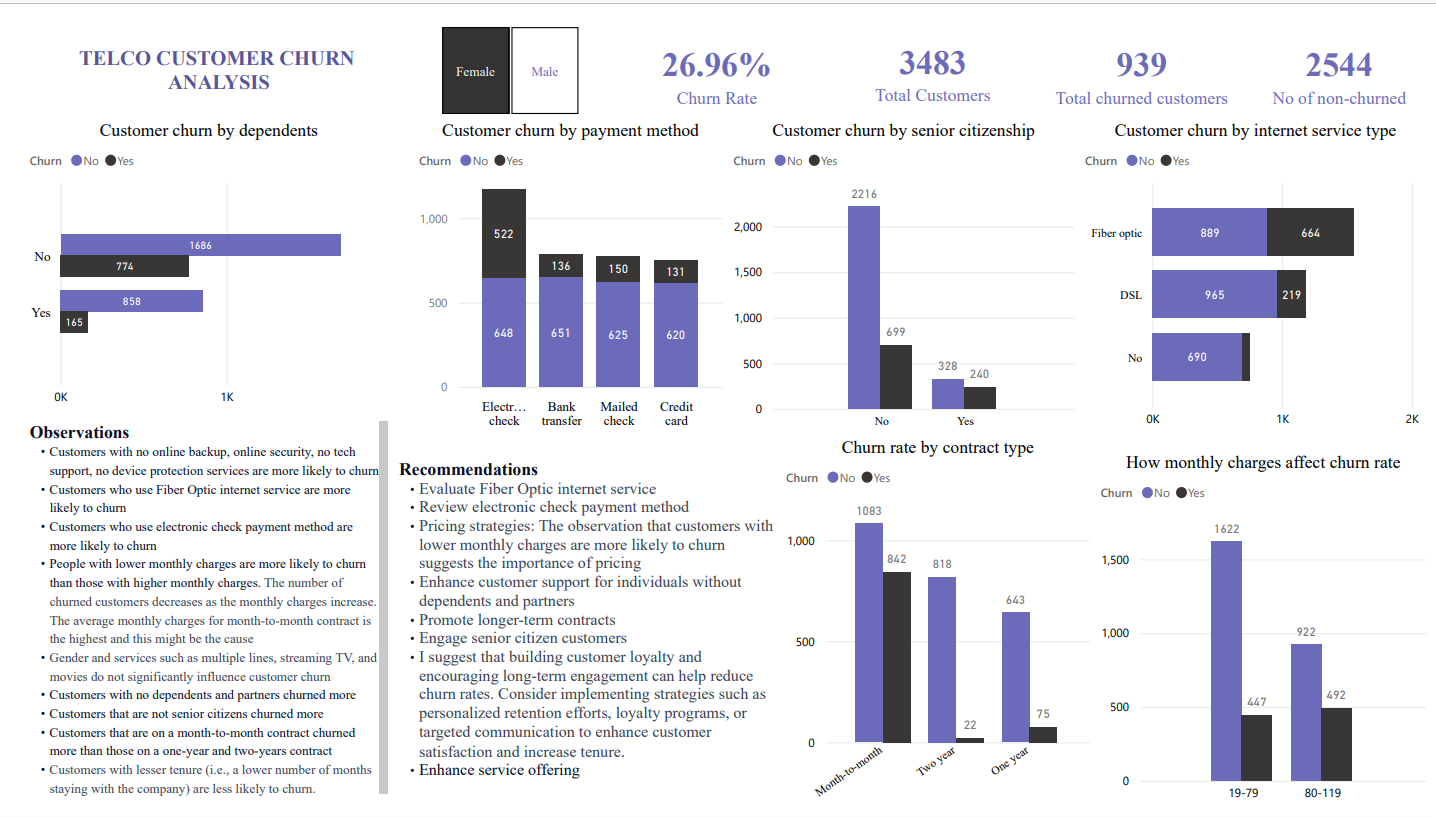 TELCO CUSTOMER CHURN
ANALYSIS
Female
Male
26.96%
Churn Rate
3483
Total Customers
939
Total churned customers
2544
No of non-churned
Customer churn by dependents
Churn No Yes
No
1686
774
Yes
858
165
0K 1K
Customer churn by payment method
Churn No Yes
1,000
500
0
522
648
136
651
150
625
131
620
Electr…
check
Bank
transfer
Mailed
check
Credit
card
Customer churn by senior citizenship
Churn No Yes
2,000
1,500
1,000
500
0
2216
699
328
240
No Yes
Customer churn by internet service type
Churn No Yes
Fiber optic 889 664
DSL 965 219
No 690
0K 1K 2K
Observations
• Customers with no online backup, online security, no tech
support, no device protection services are more likely to churn
• Customers who use Fiber Optic internet service are more
likely to churn
• Customers who use electronic check payment method are
more likely to churn
• People with lower monthly charges are more likely to churn
than those with higher monthly charges. The number of
churned customers decreases as the monthly charges increase.
The average monthly charges for month-to-month contract is
the highest and this might be the cause
• Gender and services such as multiple lines, streaming TV, and
movies do not significantly influence customer churn
• Customers with no dependents and partners churned more
• Customers that are not senior citizens churned more
• Customers that are on a month-to-month contract churned
more than those on a one-year and two-years contract
• Customers with lesser tenure (i.e., a lower number of months
staying with the company) are less likely to churn.
Recommendations
• Evaluate Fiber Optic internet service
• Review electronic check payment method
• Pricing strategies: The observation that customers with
lower monthly charges are more likely to churn
suggests the importance of pricing
• Enhance customer support for individuals without
dependents and partners
• Promote longer-term contracts
• Engage senior citizen customers
• I suggest that building customer loyalty and
encouraging long-term engagement can help reduce
churn rates. Consider implementing strategies such as
personalized retention efforts, loyalty programs, or
targeted communication to enhance customer
satisfaction and increase tenure.
• Enhance service offering
Churn rate by contract type
Churn No Yes
1,000
500
0
1083
842
818
22
643
75
Month-to-month
Two year
One year
How monthly charges affect churn rate
Churn No Yes
1,500
1,000
500
0
1622
447
922
492
19-79 80-119